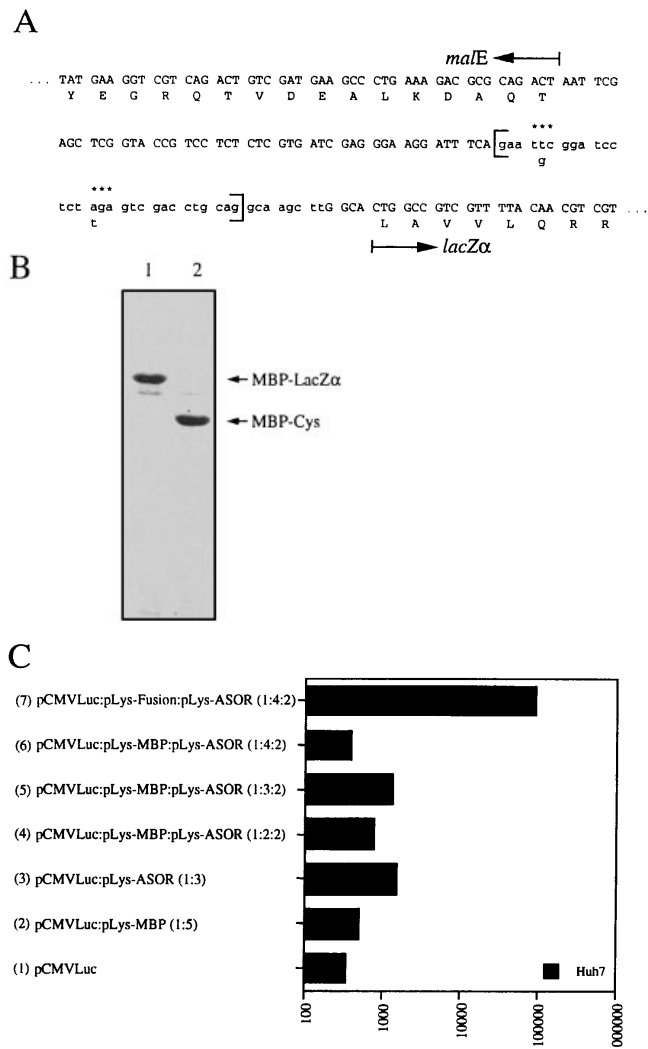 A
malE
... TAT GAA GGT CGT CAG ACT GTC GAT GAA GCC CTG AAA GAC GCG CAG ACT AAT TCG
Y E G R Q T V D E A L K D A Q T
***
AGC TCG GTA CCG TCC TCT CTC GTG ATC GAG GGA AGG ATT TCA [gaa ttc gga tcc
g
***
tct aga gtc gac ctg cag] gca agc ttG GCA CTG GCC GTC GTT TTA CAA CGT CGT ...
t
L A V V L Q R R
lacZα
B
1 2
MBP-LacZα
MBP-Cys
C
(7) pCMVLuc:pLys-Fusion:pLys-ASOR (1:4:2)
(6) pCMVLuc:pLys-MBP:pLys-ASOR (1:4:2)
(5) pCMVLuc:pLys-MBP:pLys-ASOR (1:3:2)
(4) pCMVLuc:pLys-MBP:pLys-ASOR (1:2:2)
(3) pCMVLuc:pLys-ASOR (1:3)
(2) pCMVLuc:pLys-MBP (1:5)
(1) pCMVLuc
Huh7
100
1000
10000
100000
000000